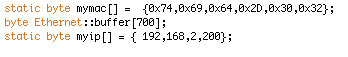 static byte mymac[] =  {0x74,0x69,0x64,0x2D,0x30,0x32};
byte Ethernet::buffer[700];
static byte myip[] = { 192,168,2,200};